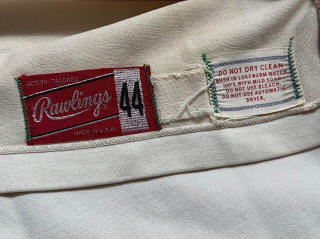 ACTION-TAILORED
Rawlings
44
MADE IN U.S.A.
DO NOT DRY CLEAN
WASH IN LUKEWARM WATER
100% WITH MILD SOAP
DO NOT USE BLEACH
DO NOT USE AUTOMATIC
DRYER.